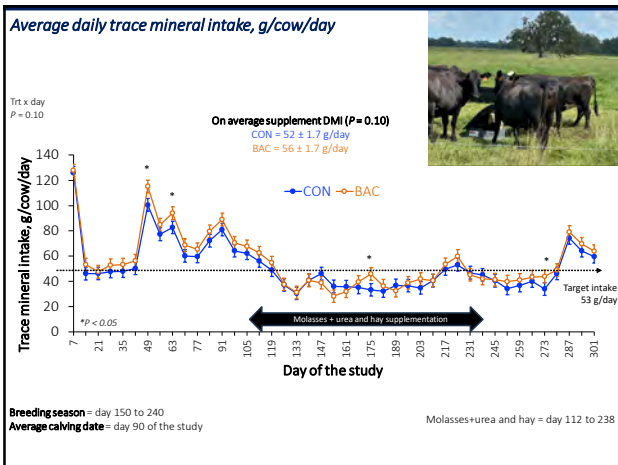 Average daily trace mineral intake, g/cow/day
Trt x day
P = 0.10
On average supplement DMI (P = 0.10)
CON = 52 ± 1.7 g/day
BAC = 56 ± 1.7 g/day
CON BAC
Trace mineral intake, g/cow/day
140
120
100
80
60
40
20
0
* * * *
Target intake
53 g/day
*P < 0.05
Molasses + urea and hay supplementation
7 21 35 49 63 77 91 105 119 133 147 161 175 189 203 217 231 245 259 273 287 301
Day of the study
Breeding season = day 150 to 240
Average calving date = day 90 of the study
Molasses+urea and hay = day 112 to 238